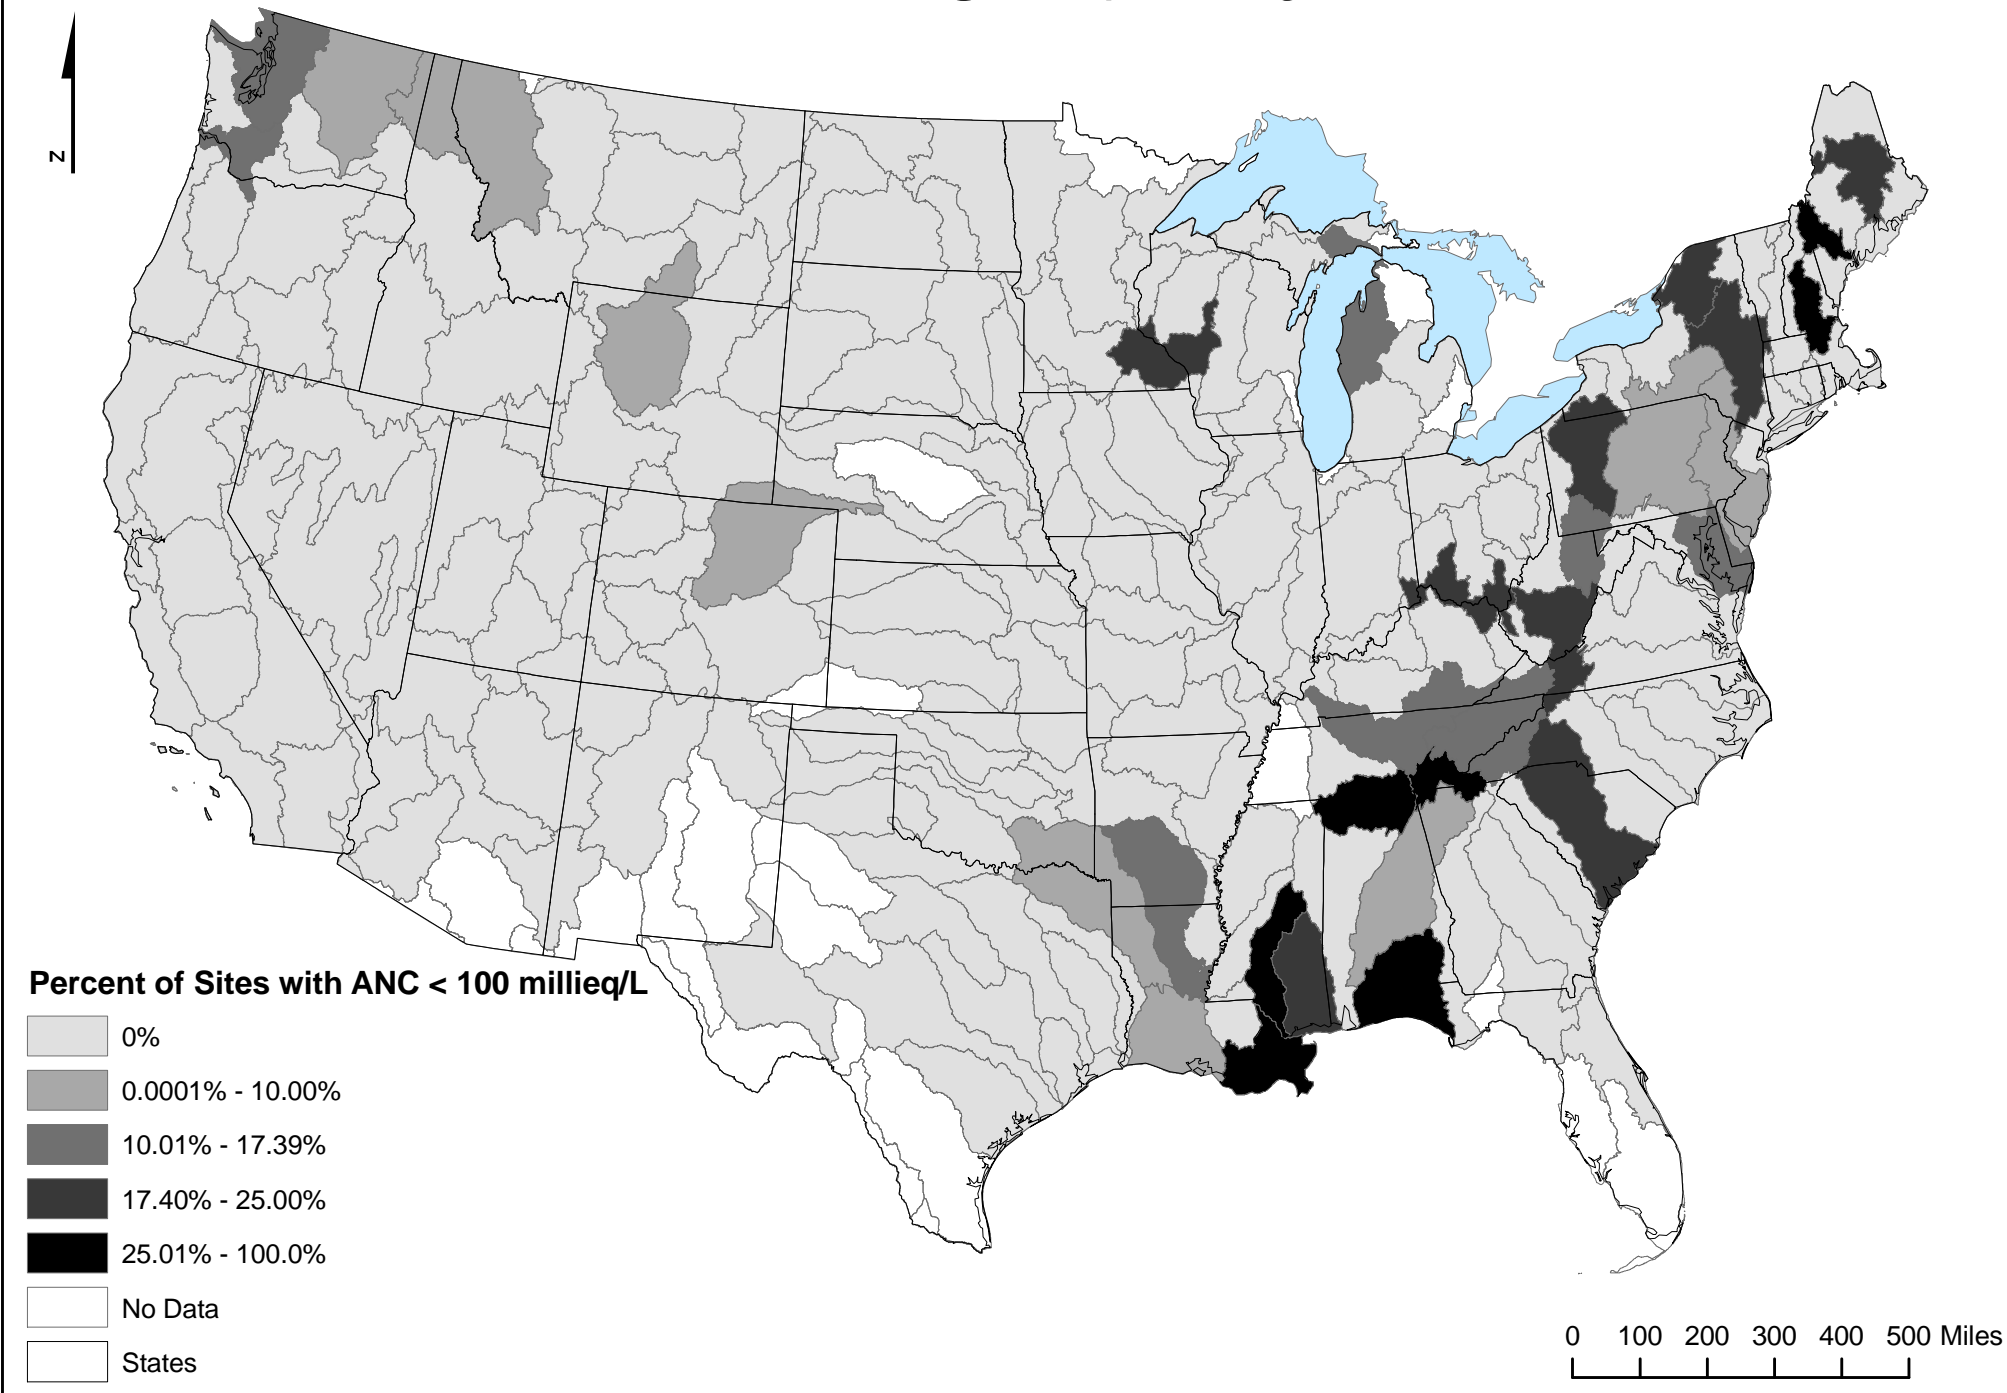 N
Percent of Sites with ANC < 100 millieq/L
0%
0.0001% - 10.00%
10.01% - 17.39%
17.40% - 25.00%
25.01% - 100.0%
No Data
States
0 100 200 300 400 500 Miles